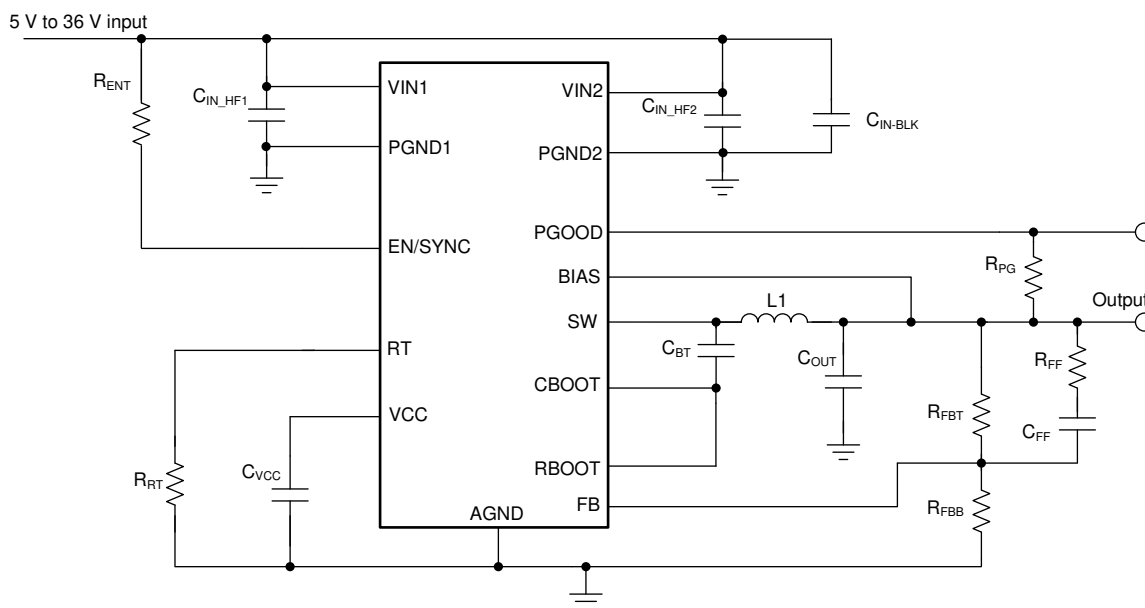 5 V to 36 V input
R_ENT
C_IN_HF1
VIN1
VIN2
C_IN_HF2
C_IN-BLK
PGND1
PGND2
EN/SYNC
PGOOD
BIAS
R_PG
L1
Output
SW
RT
C_BT
C_OUT
R_FF
CBOOT
VCC
R_FBT
C_FF
RBOOT
R_RT
C_VCC
FB
AGND
R_FBB